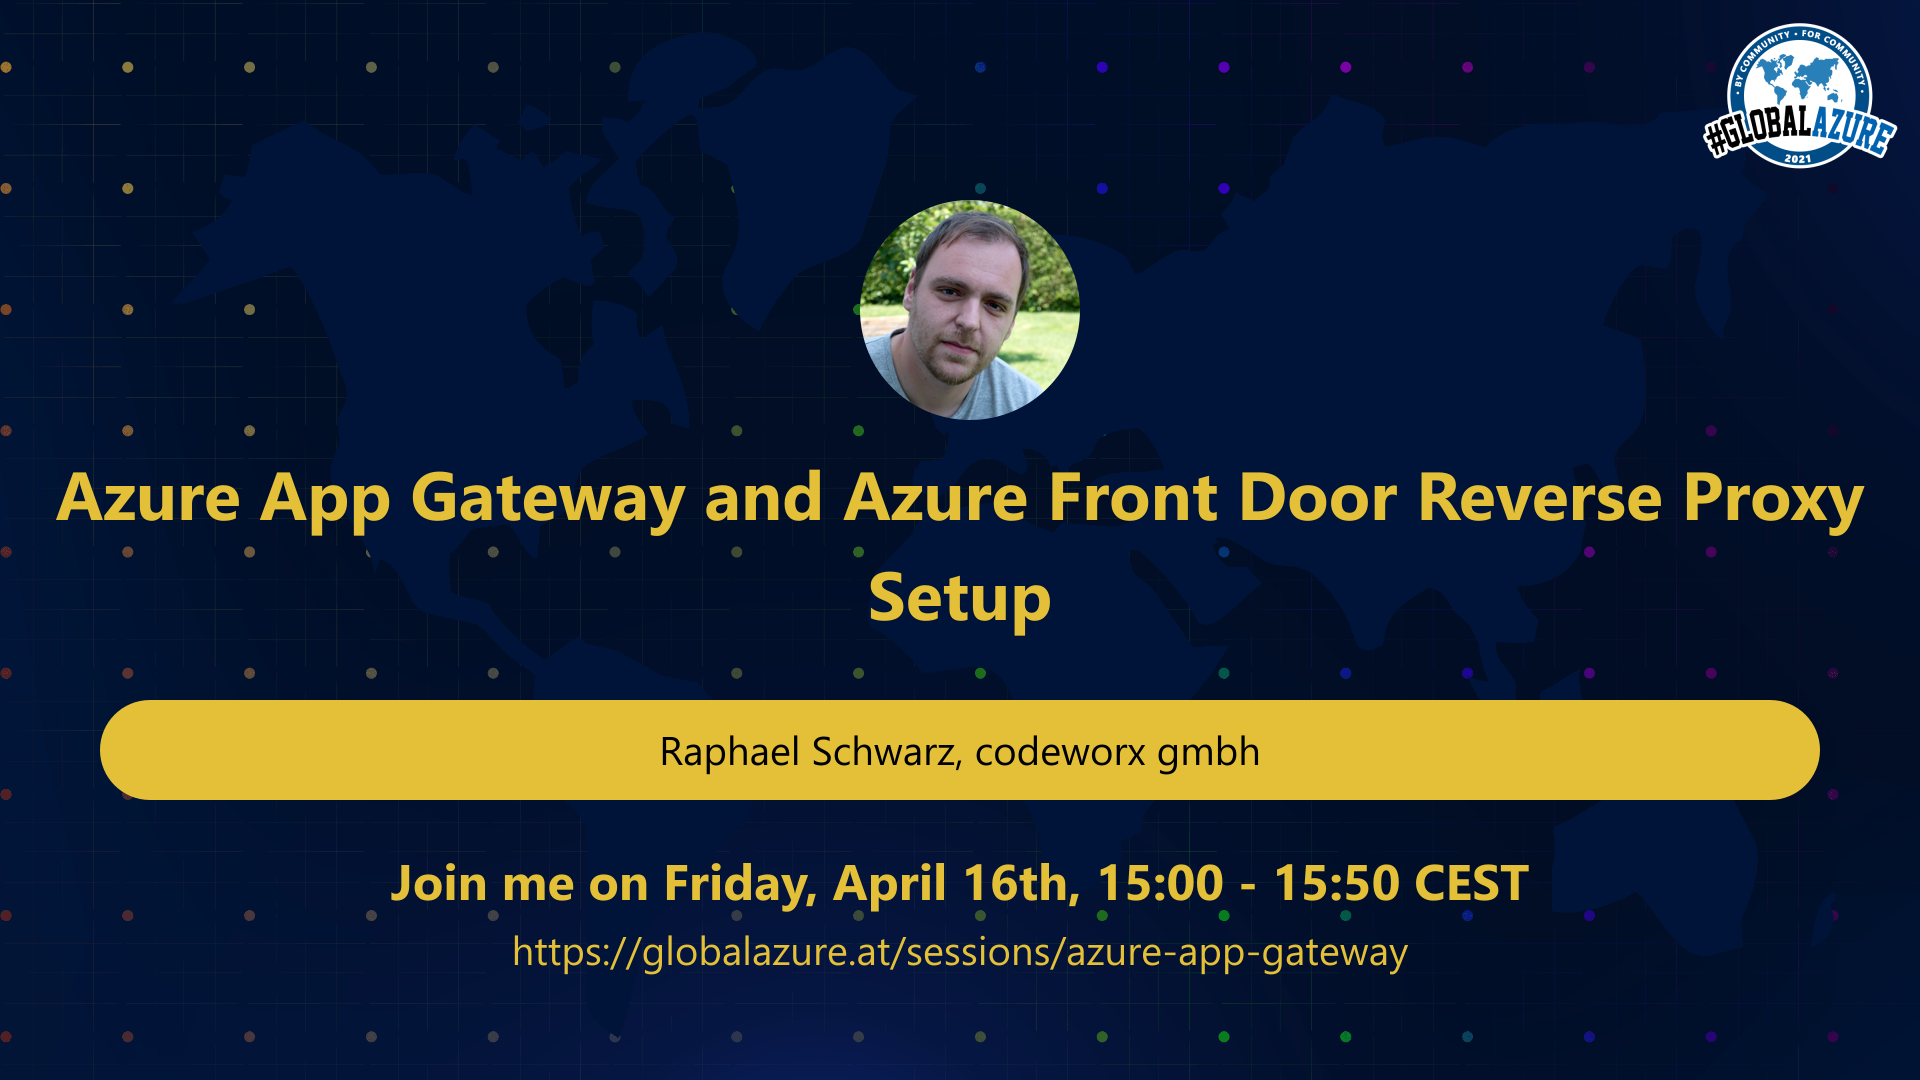 • BY COMMUNITY • FOR COMMUNITY •
#GLOBALAZURE
2021
Azure App Gateway and Azure Front Door Reverse Proxy
Setup
Raphael Schwarz, codeworx gmbh
Join me on Friday, April 16th, 15:00 - 15:50 CEST
https://globalazure.at/sessions/azure-app-gateway